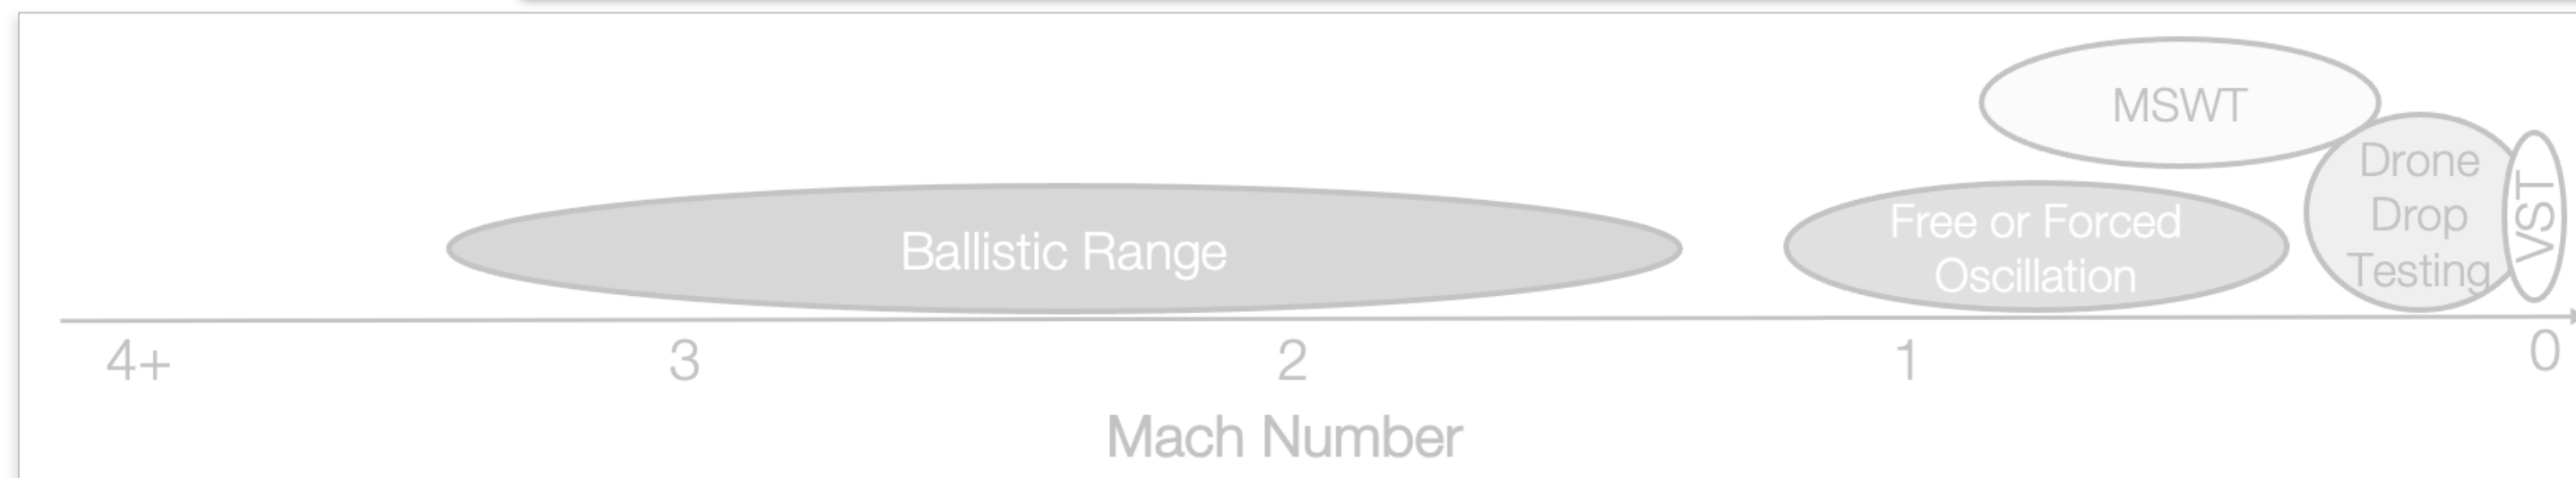 MSWT
Drone
Drop
Testing
VST
Ballistic Range
Free or Forced
Oscillation
4+
3
2
1
0
Mach Number